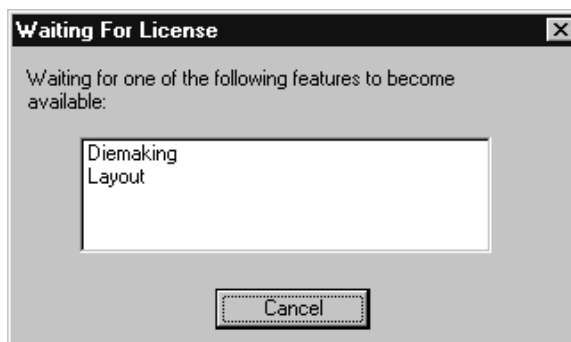 Waiting For License
Waiting for one of the following features to become
available:
Diemaking
Layout
Cancel